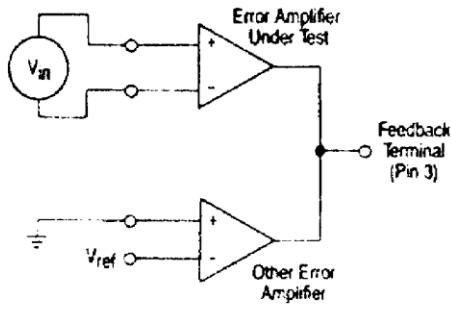 Error Amplifier
Under Test
Vin
+
-
Feedback
Terminal
(Pin 3)
+
Vref
-
Other Error
Amplifier